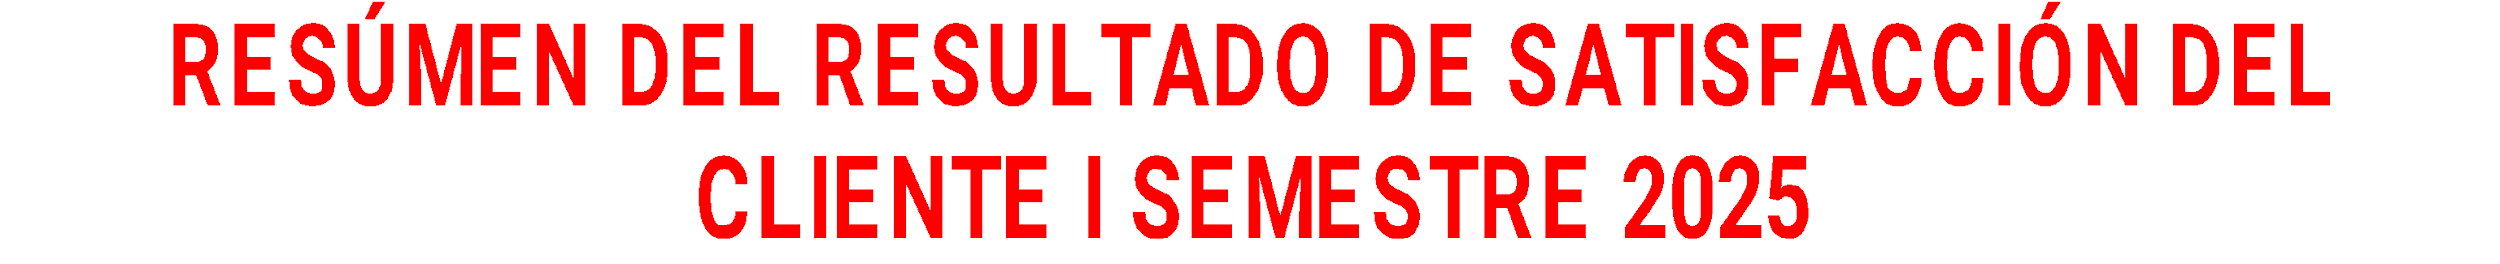 RESÚMEN DEL RESULTADO DE SATISFACCIÓN DEL
CLIENTE I SEMESTRE 2025